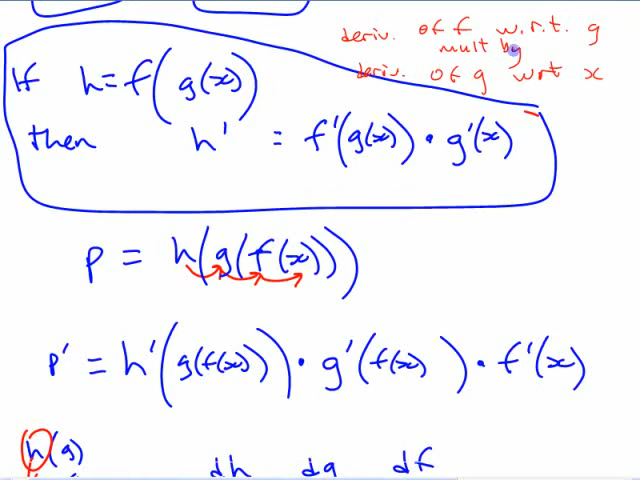 deriv. of f w.r.t. g
mult by
deriv. of g wrt x
If h = f(g(x))
then h' = f'(g(x)) · g'(x)
p = h(g(f(x)))
p' = h'(g(f(x))) · g'(f(x)) · f'(x)
h(g)
dh dg df